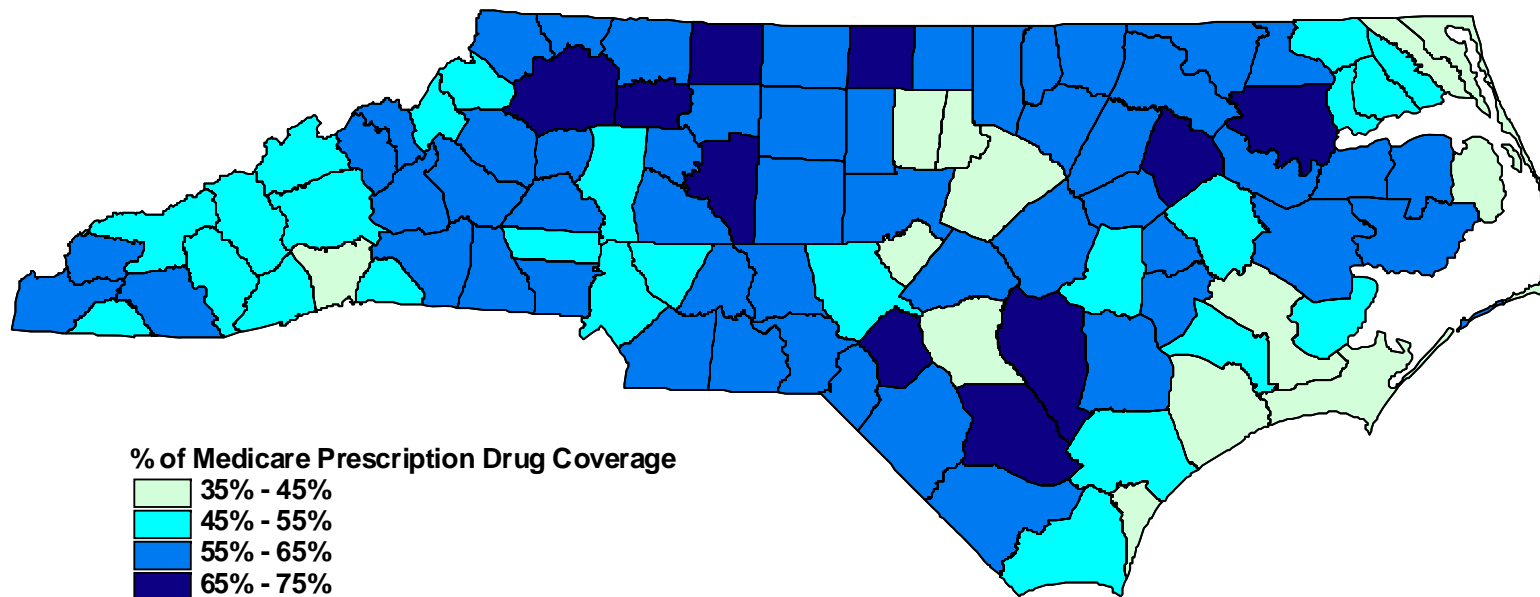 % of Medicare Prescription Drug Coverage
35% - 45%
45% - 55%
55% - 65%
65% - 75%